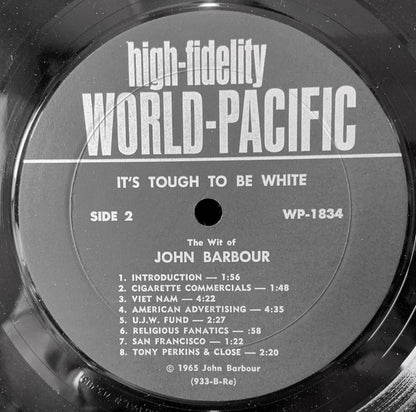 high-fidelity
WORLD-PACIFIC
IT'S TOUGH TO BE WHITE
SIDE 2 WP-1834
The Wit of
JOHN BARBOUR
1. INTRODUCTION — 1:56
2. CIGARETTE COMMERCIALS — 1:48
3. VIET NAM — 4:22
4. AMERICAN ADVERTISING — 4:35
5. U.J.W. FUND — 2:27
6. RELIGIOUS FANATICS — :58
7. SAN FRANCISCO — 1:22
8. TONY PERKINS & CLOSE — 2:20
© 1965 John Barbour
(933-B-Re)